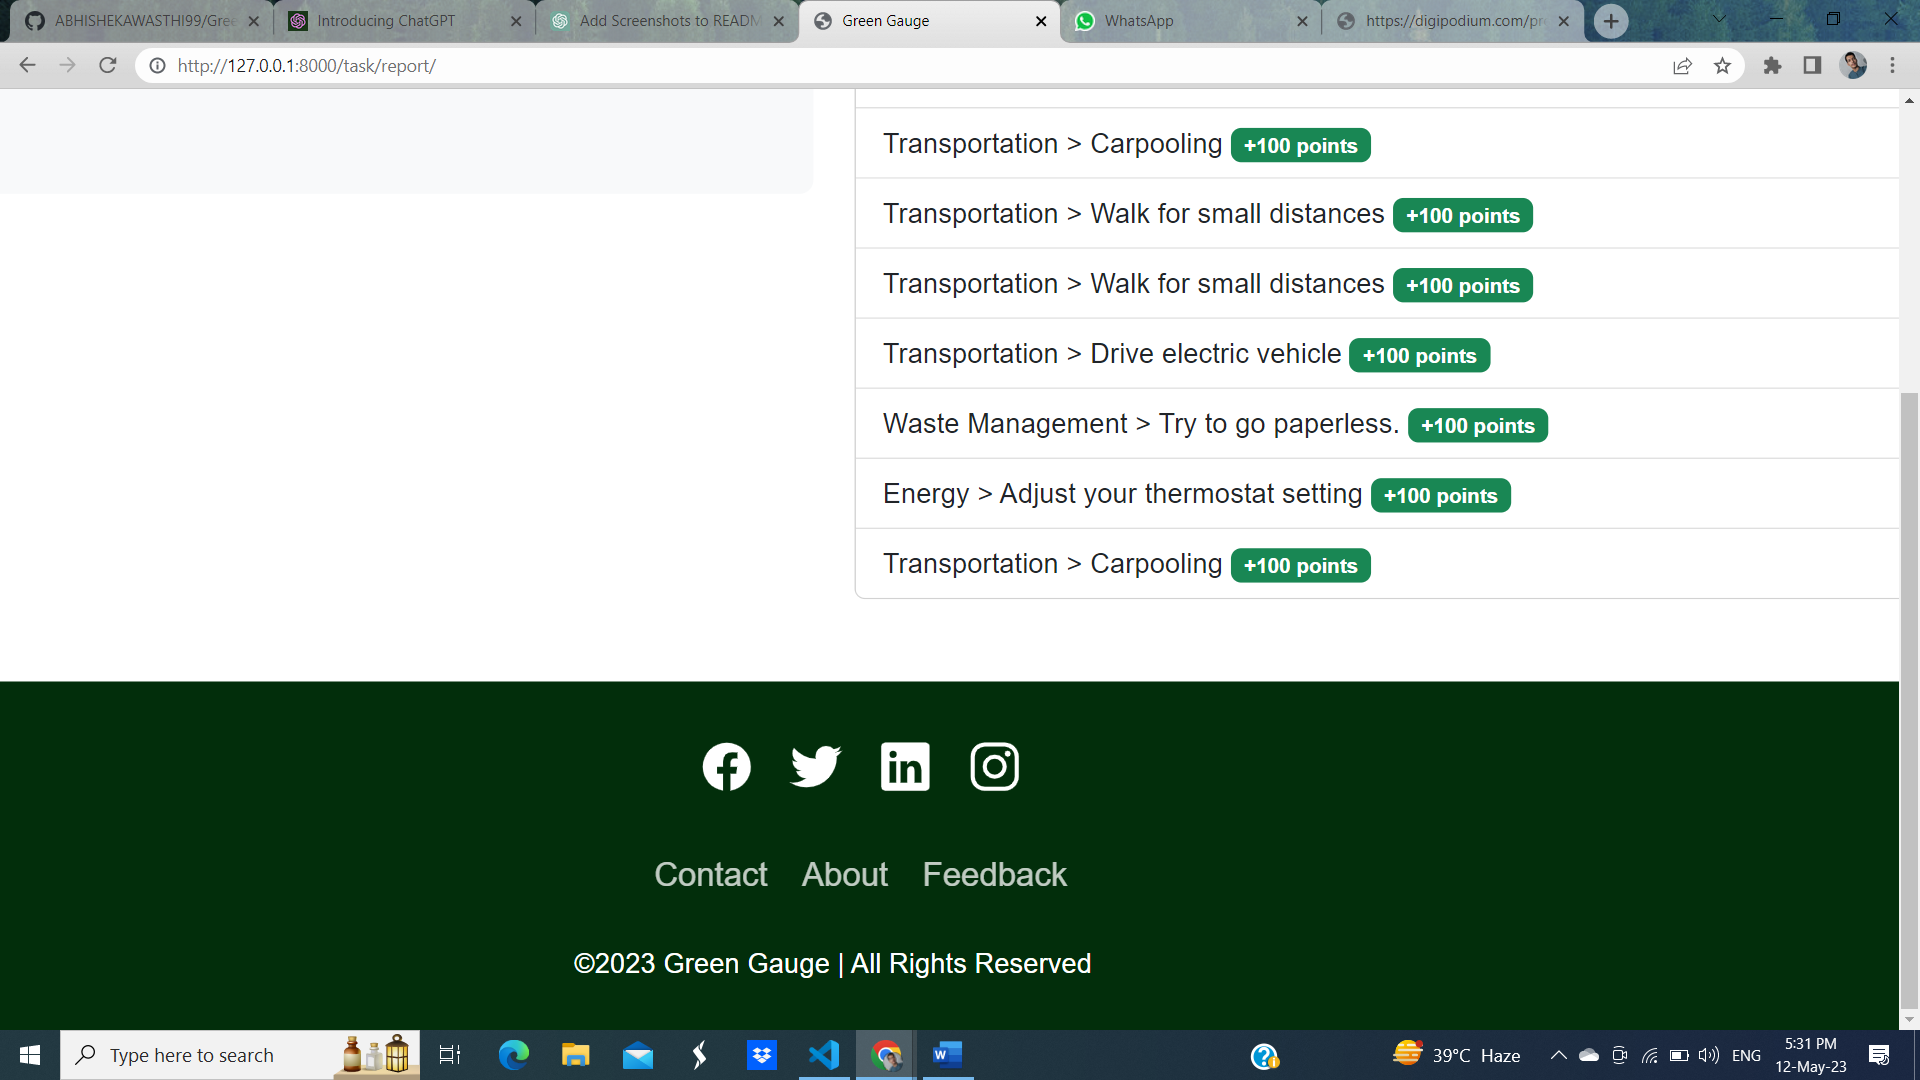 ABHISHEKAWASTHI99/Gree
Introducing ChatGPT
Add Screenshots to READM
Green Gauge
WhatsApp
https://digipodium.com/pr
http://127.0.0.1:8000/task/report/
Transportation > Carpooling +100 points
Transportation > Walk for small distances +100 points
Transportation > Walk for small distances +100 points
Transportation > Drive electric vehicle +100 points
Waste Management > Try to go paperless. +100 points
Energy > Adjust your thermostat setting +100 points
Transportation > Carpooling +100 points
Contact About Feedback
©2023 Green Gauge | All Rights Reserved
Type here to search
39°C Haze
ENG
5:31 PM
12-May-23